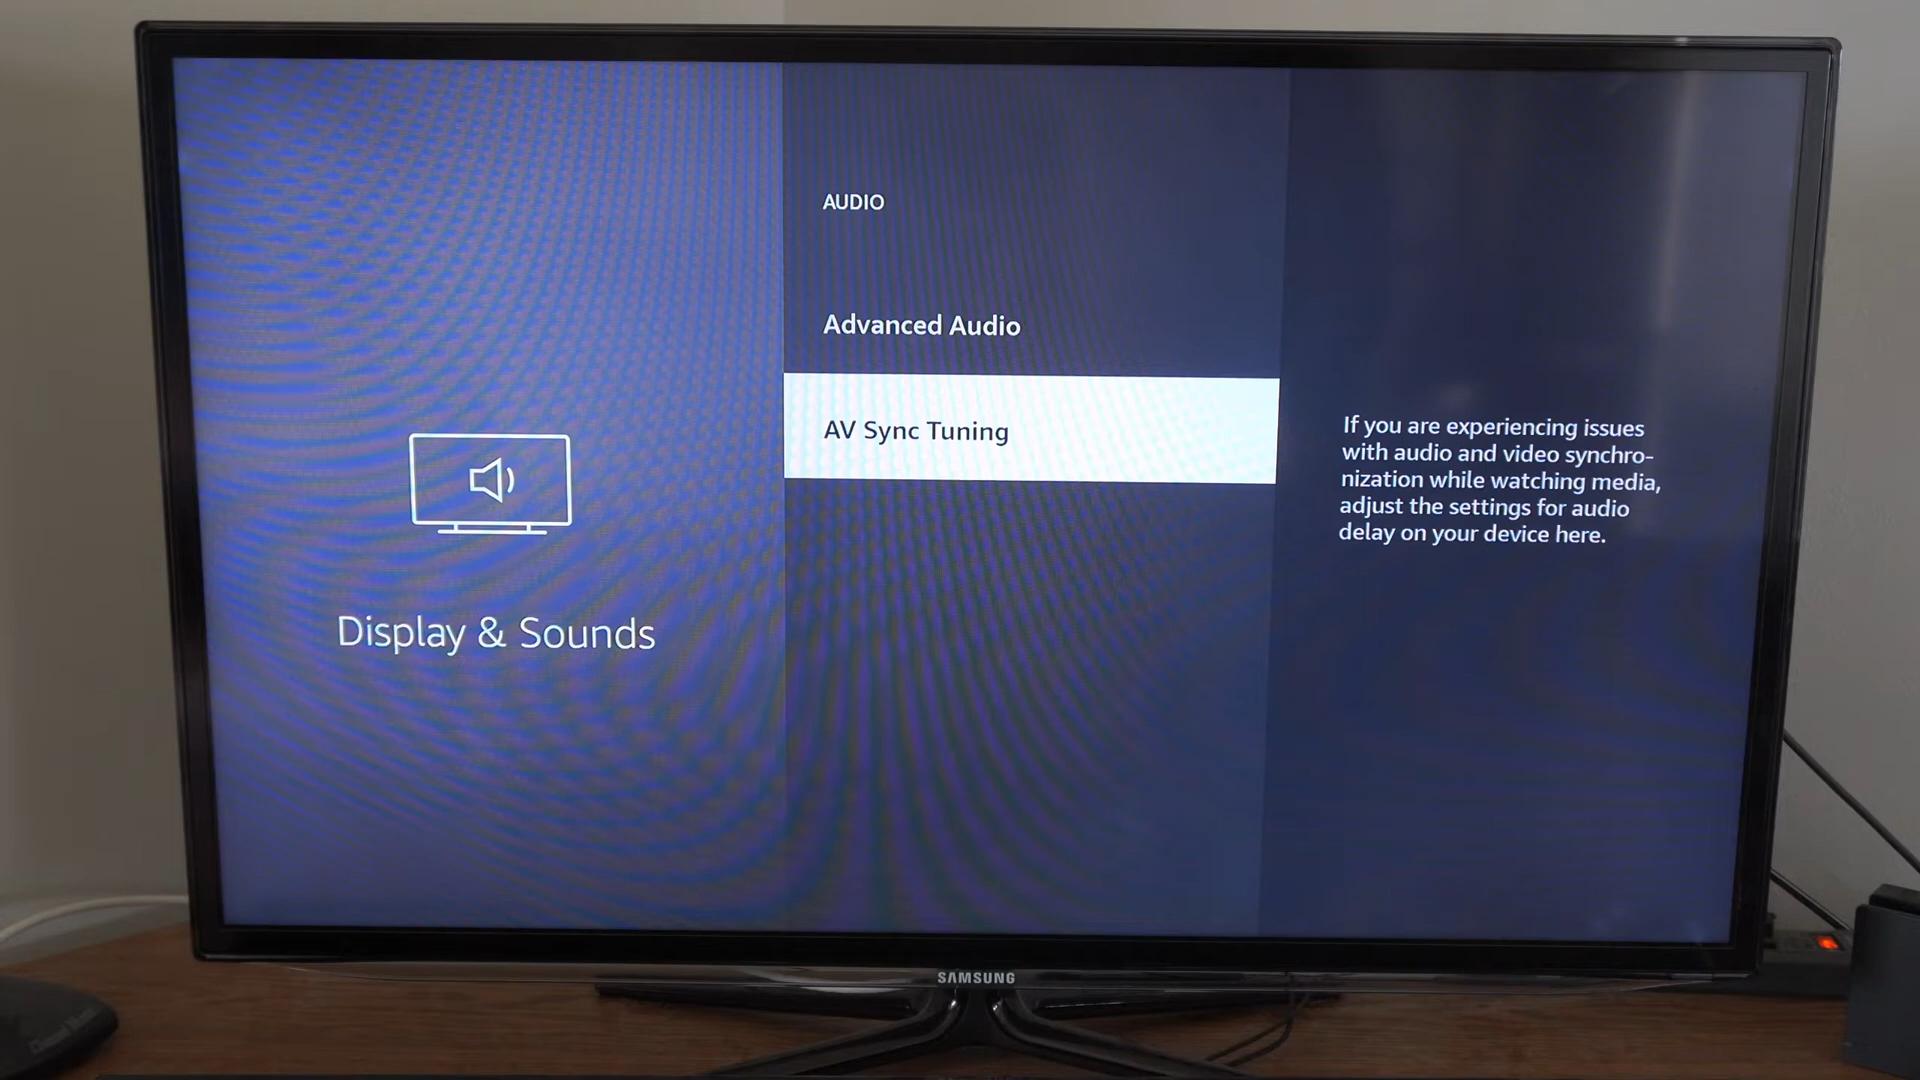 AUDIO
Advanced Audio
AV Sync Tuning
If you are experiencing issues
with audio and video synchro-
nization while watching media,
adjust the settings for audio
delay on your device here.
Display & Sounds
SAMSUNG